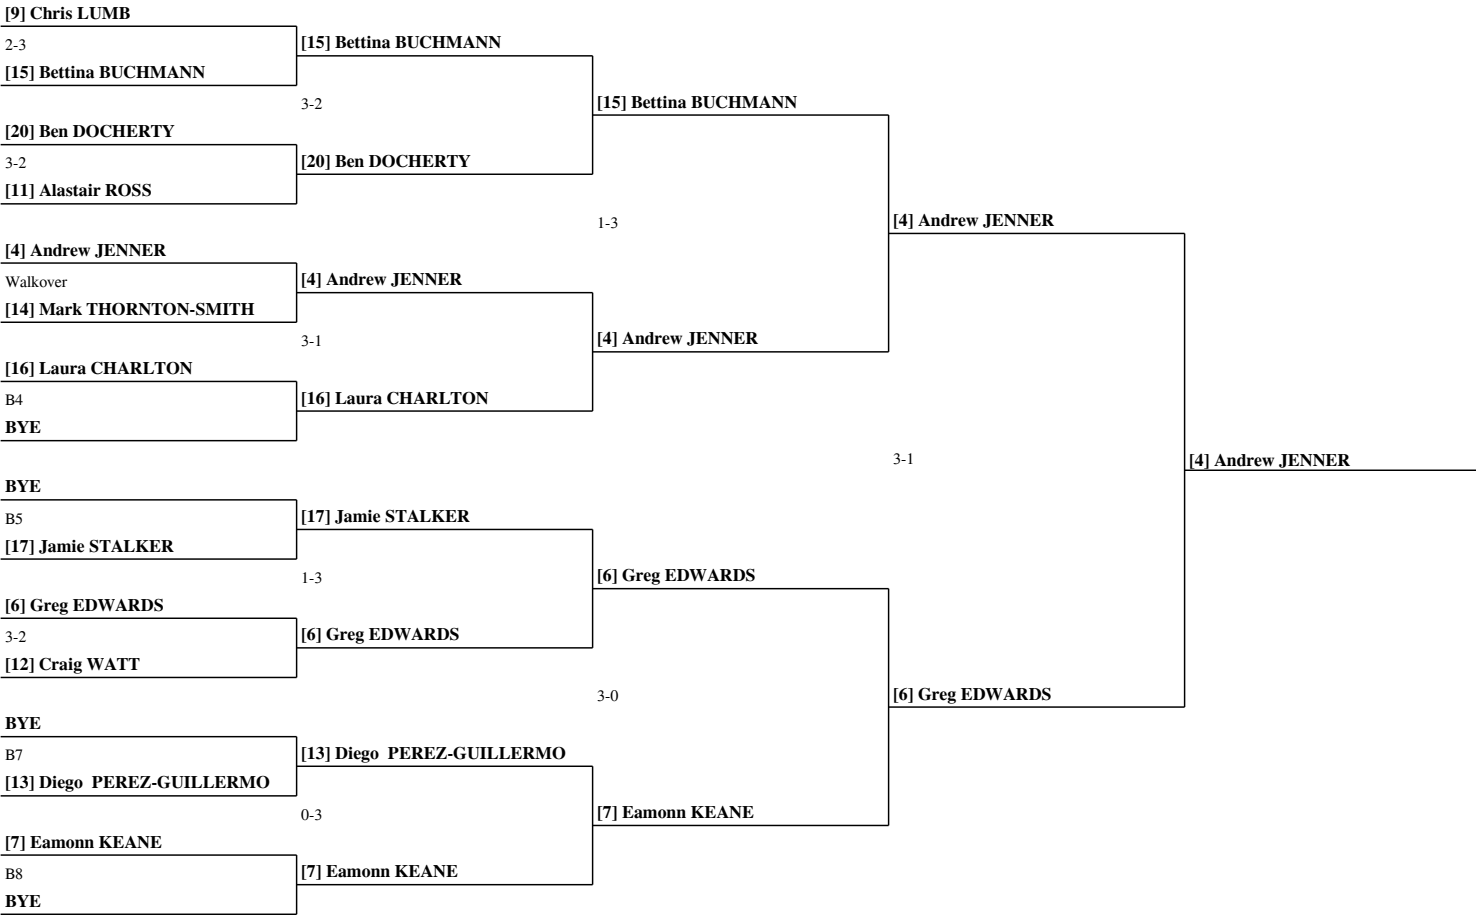 [9] Chris LUMB
2-3
[15] Bettina BUCHMANN
[20] Ben DOCHERTY
3-2
[11] Alastair ROSS
[4] Andrew JENNER
Walkover
[14] Mark THORNTON-SMITH
[16] Laura CHARLTON
B4
BYE
BYE
B5
[17] Jamie STALKER
[6] Greg EDWARDS
3-2
[12] Craig WATT
BYE
B7
[13] Diego  PEREZ-GUILLERMO
[7] Eamonn KEANE
B8
BYE
[15] Bettina BUCHMANN
3-2
[20] Ben DOCHERTY
[4] Andrew JENNER
3-1
[16] Laura CHARLTON
[17] Jamie STALKER
1-3
[6] Greg EDWARDS
[13] Diego  PEREZ-GUILLERMO
0-3
[7] Eamonn KEANE
[15] Bettina BUCHMANN
1-3
[4] Andrew JENNER
[6] Greg EDWARDS
3-0
[7] Eamonn KEANE
[4] Andrew JENNER
3-1
[6] Greg EDWARDS
[4] Andrew JENNER